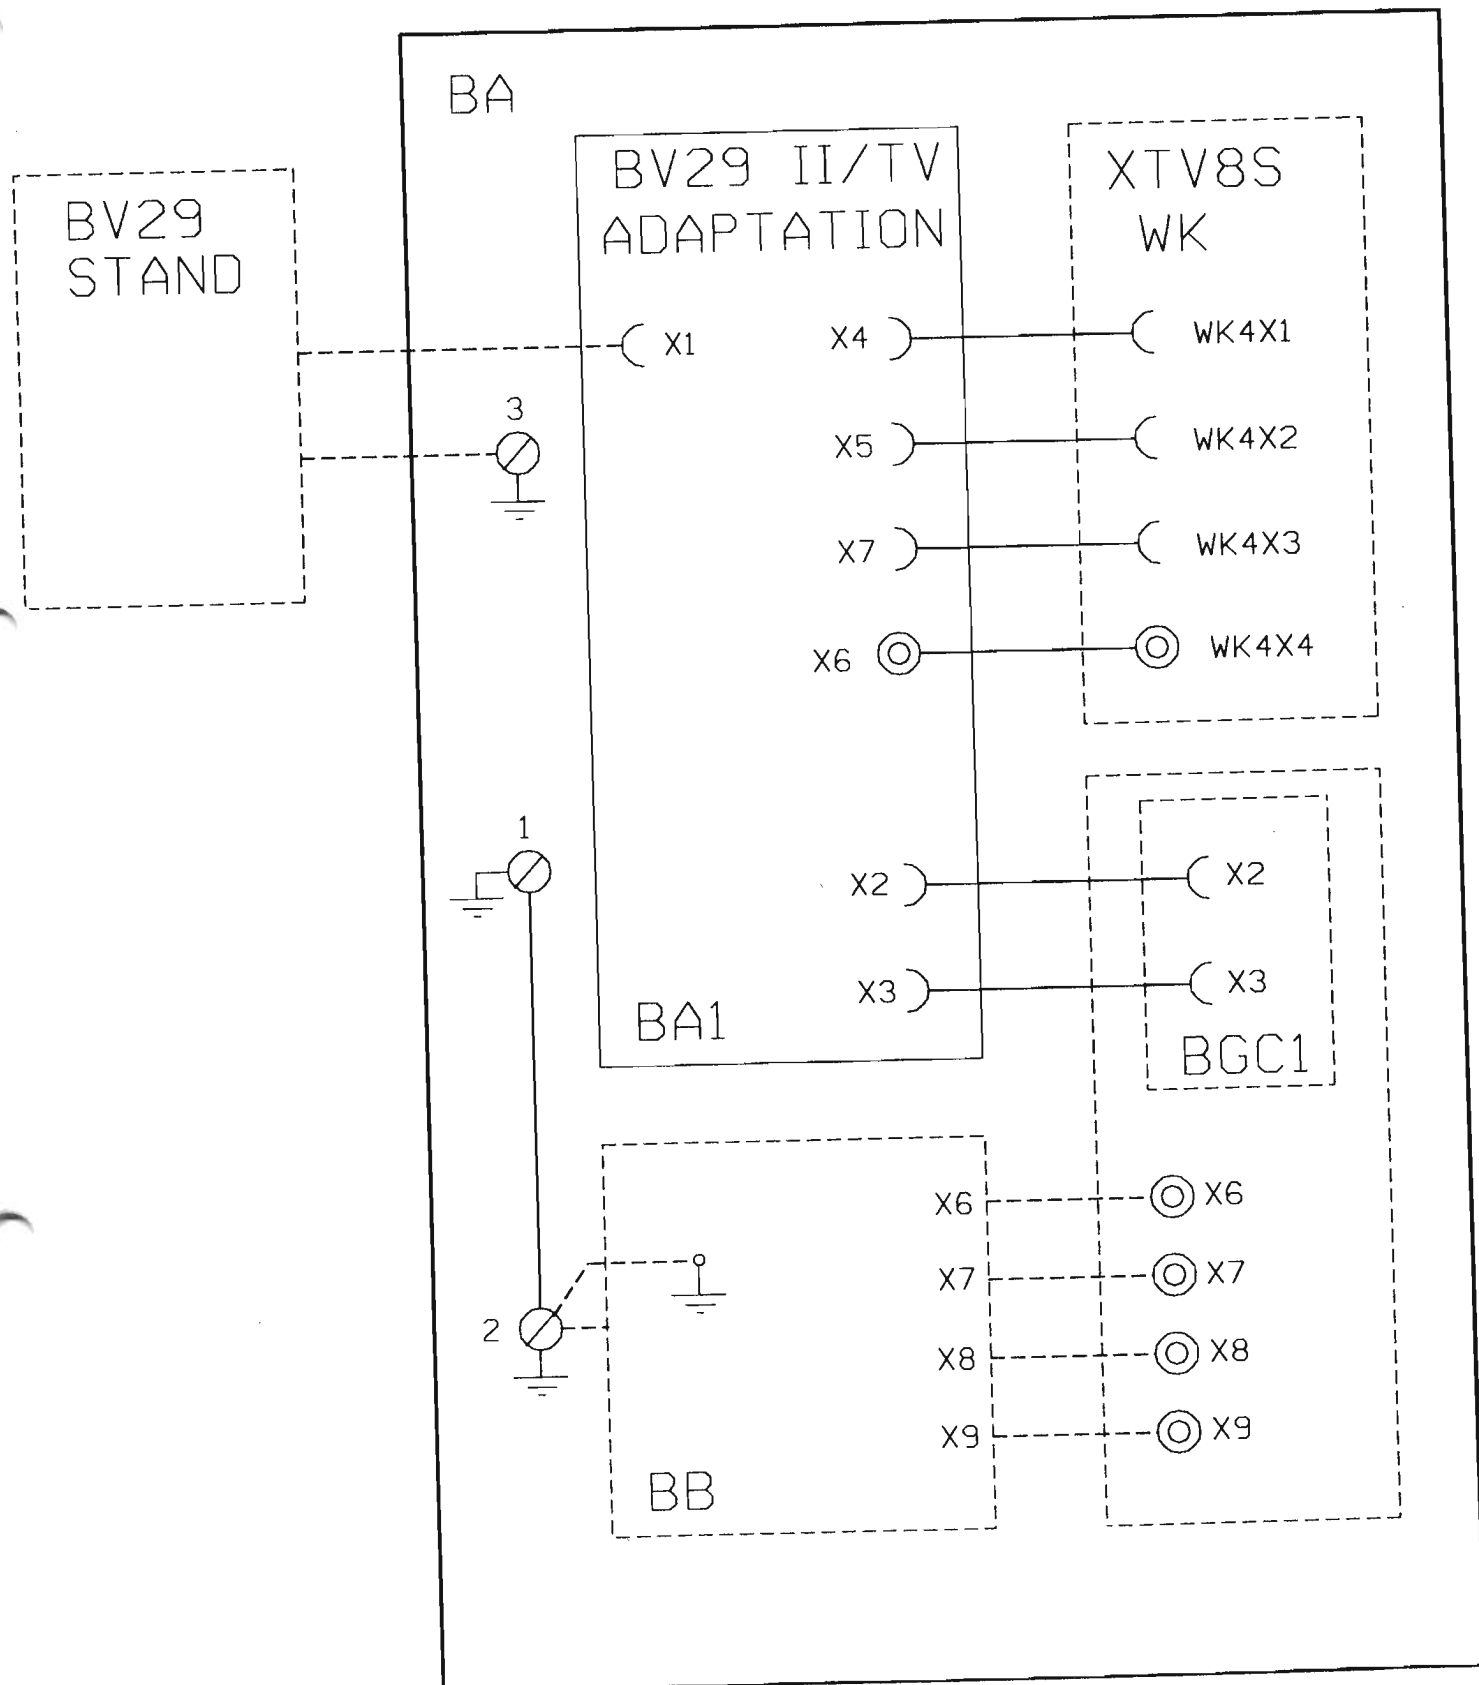 BA
BV29
STAND
BV29 II/TV
ADAPTATION
XTV8S
WK
X1
X4
WK4X1
3
X5
WK4X2
X7
WK4X3
X6
WK4X4
1
X2
X2
X3
X3
BA1
BGC1
X6
X6
X7
X7
2
X8
X8
X9
X9
BB